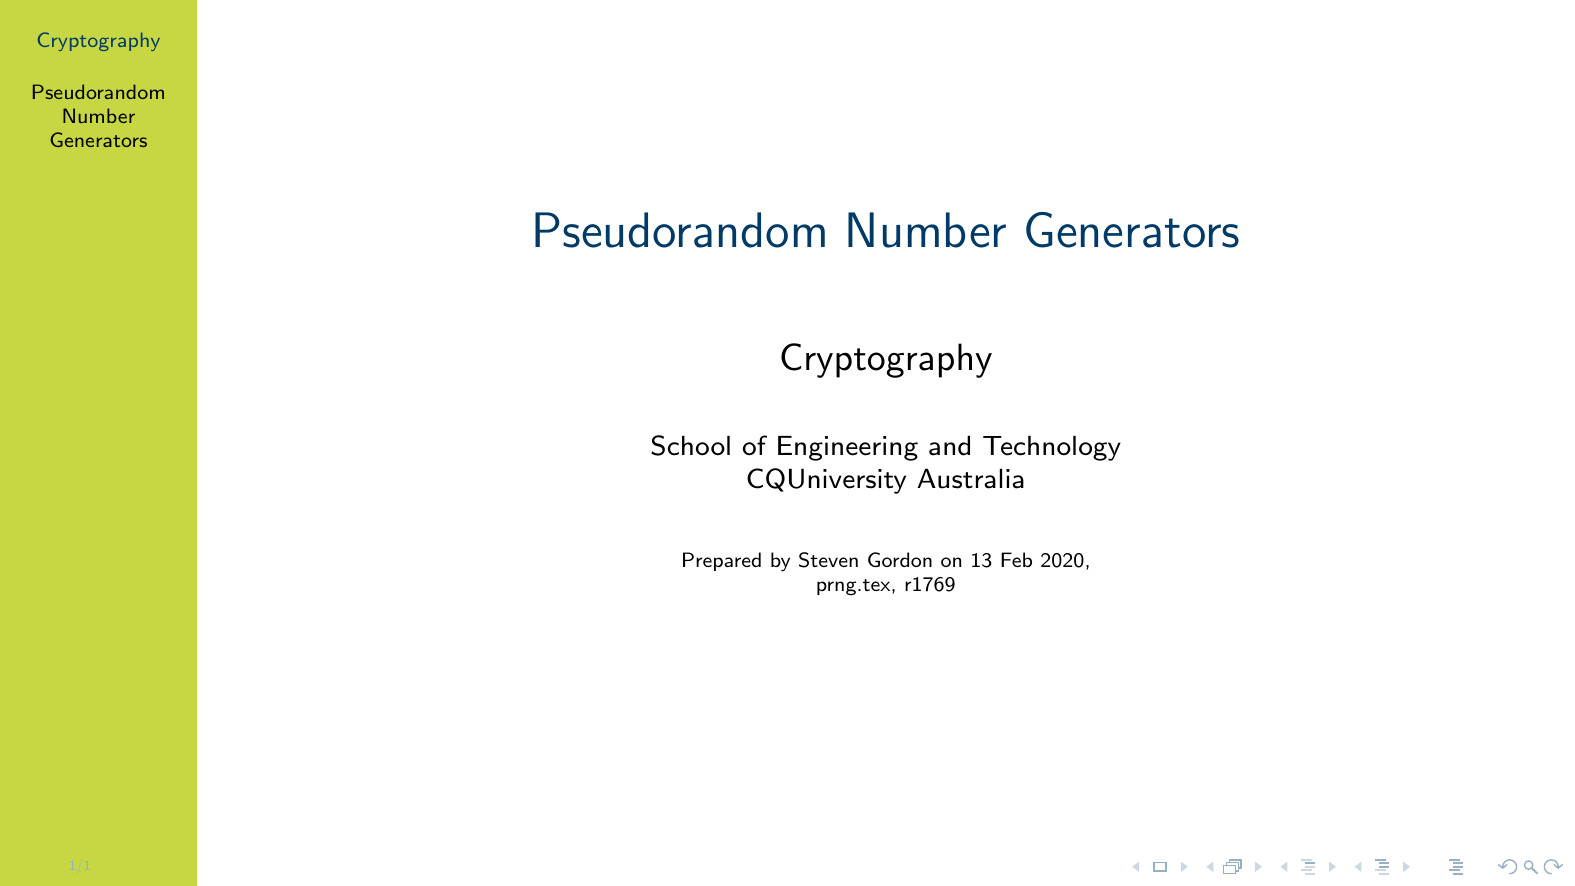 Cryptography
Pseudorandom
Number
Generators
Pseudorandom Number Generators
Cryptography
School of Engineering and Technology
CQUniversity Australia
Prepared by Steven Gordon on 13 Feb 2020,
prng.tex, r1769
1/1